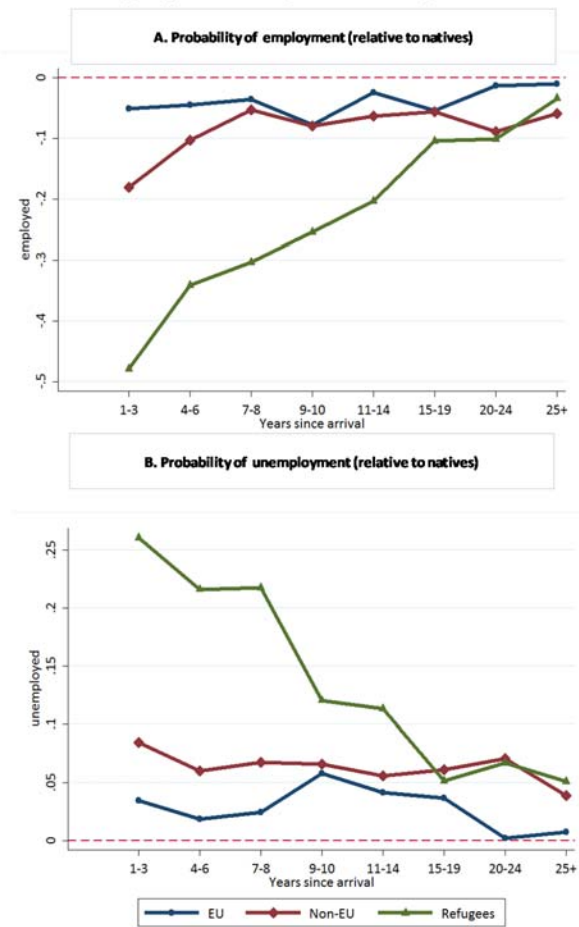 A. Probability of employment (relative to natives)
0
-.1
-.2
-.3
-.4
-.5
employed
1-3 4-6 7-8 9-10 11-14 15-19 20-24 25+
Years since arrival
B. Probability of unemployment (relative to natives)
.25
.2
.15
.1
.05
0
unemployed
1-3 4-6 7-8 9-10 11-14 15-19 20-24 25+
Years since arrival
EU Non-EU Refugees